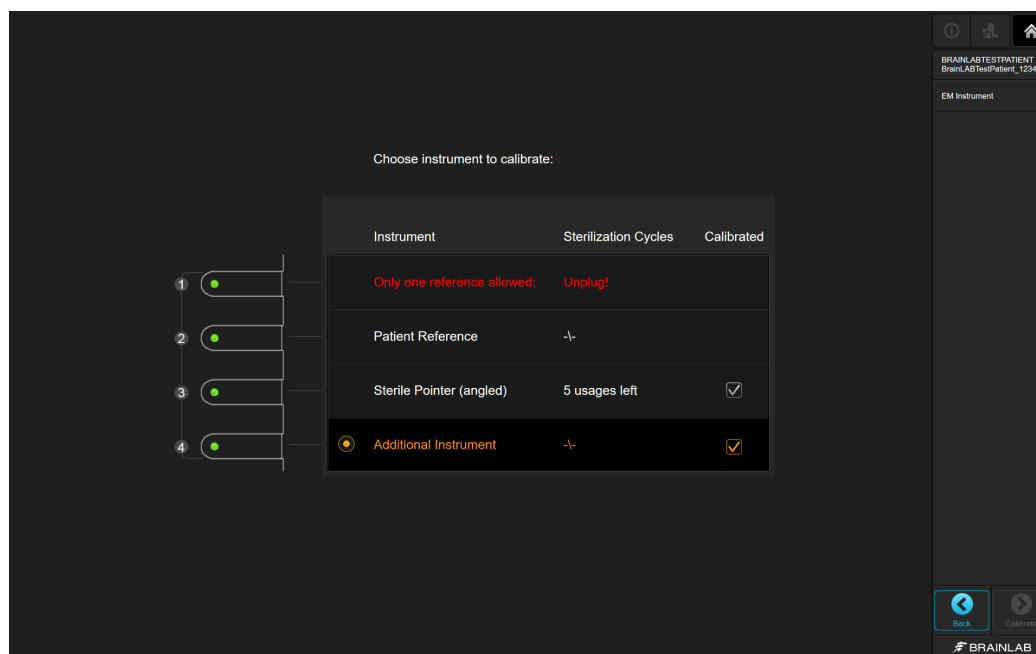 BRAINLABTESTPATIENT
BrainLABTestPatient_1234
EM Instrument
Choose instrument to calibrate:
Instrument Sterilization Cycles Calibrated
1 Only one reference allowed: Unplug!
2 Patient Reference -\-
3 Sterile Pointer (angled) 5 usages left
4 Additional Instrument -\-
Back Calibrate
BRAINLAB